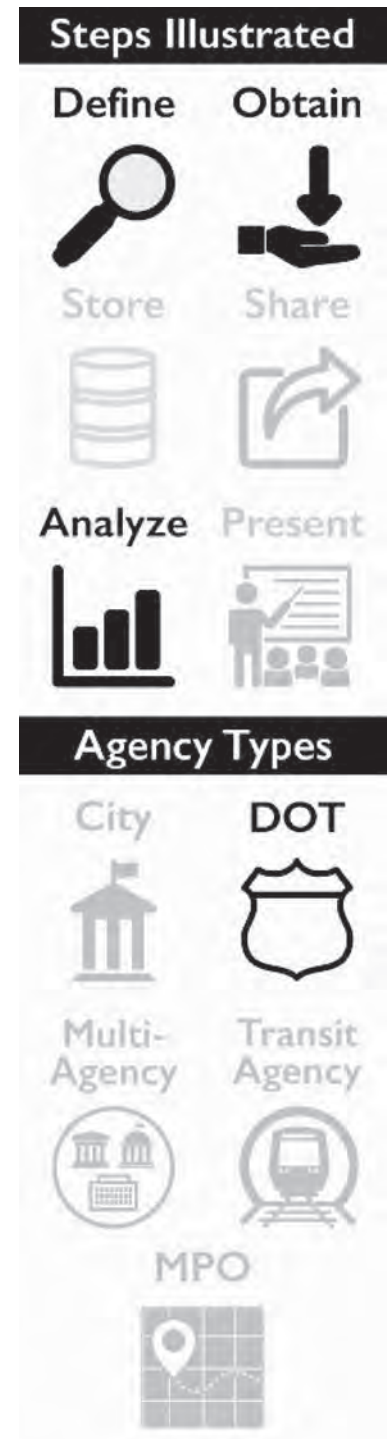 Steps Illustrated
Define Obtain
Store Share
Analyze Present
Agency Types
City DOT
Multi- Transit
Agency Agency
MPO